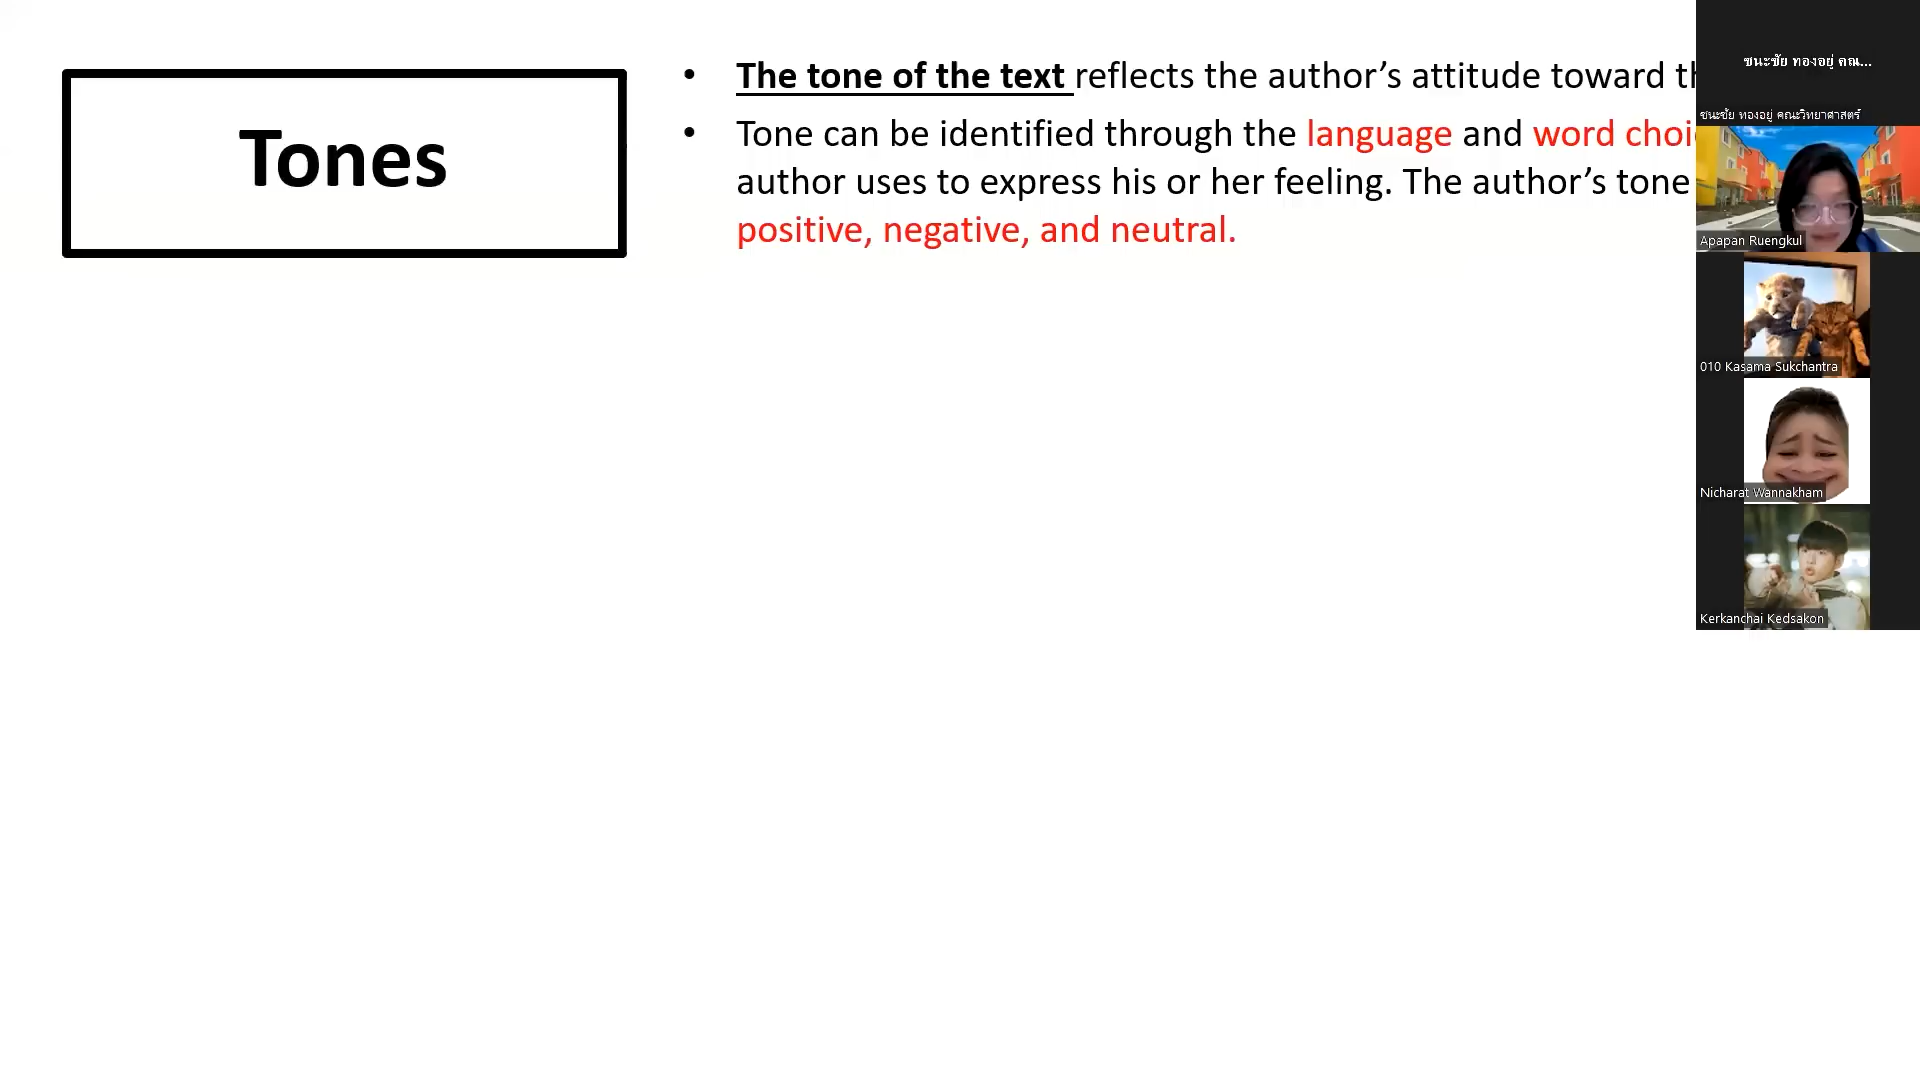 Tones
• The tone of the text reflects the author’s attitude toward
• Tone can be identified through the language and word
author uses to express his or her feeling. The author’s tone
positive, negative, and neutral.
ชนะชัย ทองอยู่ คณ...
ชนะชัย ทองอยู่ คณะวิทยาศาสตร์
Apapan Ruengkul
010 Kasama Sukchantra
Nicharat Wannakham
Kerkanchai Kedsakon